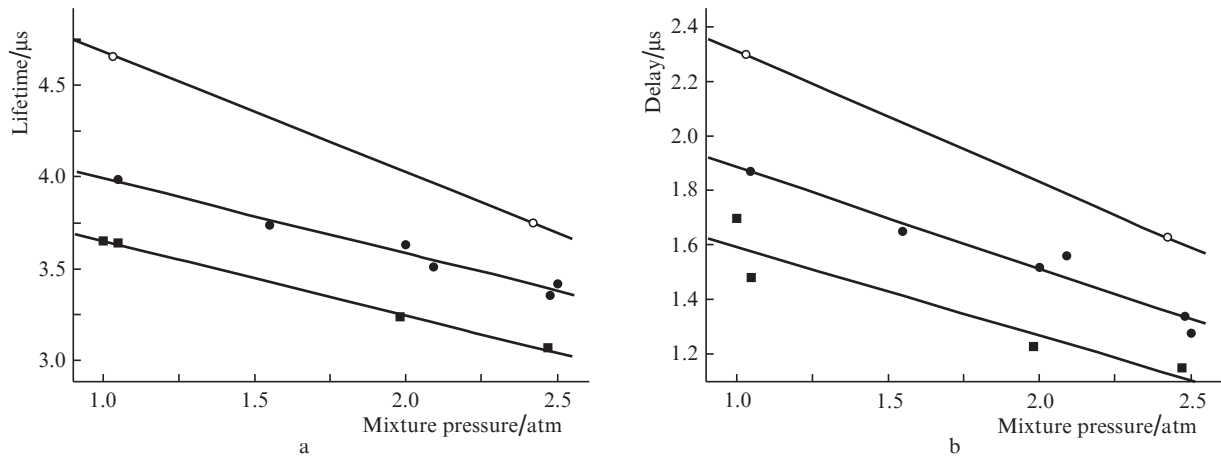 Lifetime/μs
4.5
4.0
3.5
3.0
1.0 1.5 2.0 2.5
Mixture pressure/atm
a
Delay/μs
2.4
2.2
2.0
1.8
1.6
1.4
1.2
1.0 1.5 2.0 2.5
Mixture pressure/atm
b